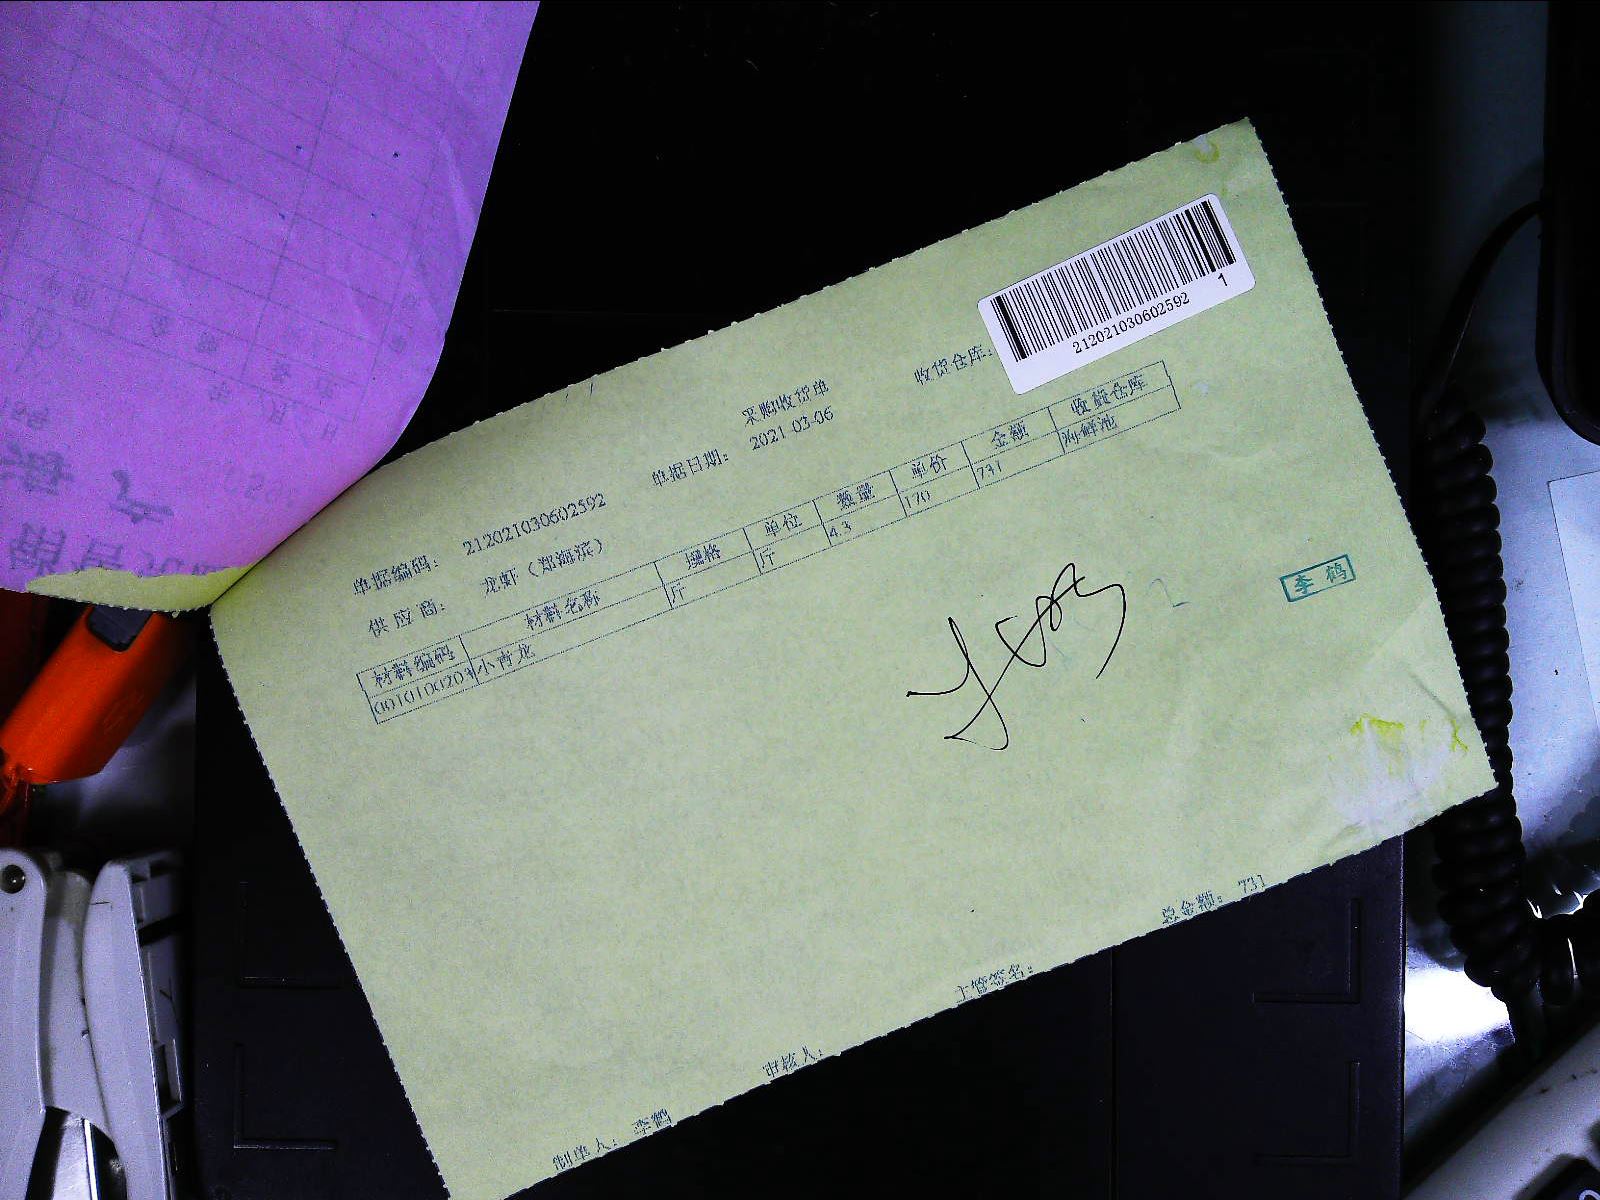 212021030602592
1
采购收货单
收货仓库:
单据编码: 212021030602592
单据日期: 2021-03-06
供应商: 龙虾（郑海滨）
材料编码 材料名称 规格 单位 数量 单价 金额 收货仓库
小青龙 斤 斤 4.3 170 731 海鲜池
李鹤
总金额: 731
主管签名:
审核人:
制单人: 李鹤